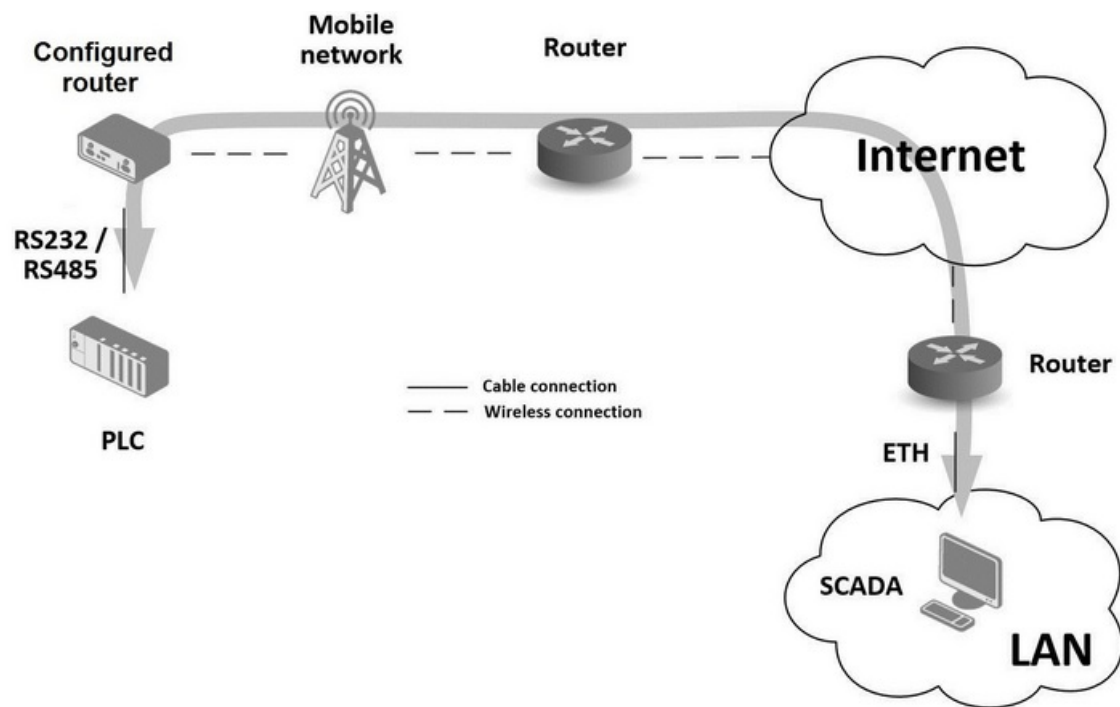 Configured
router
Mobile
network
Router
Internet
RS232 /
RS485
PLC
Cable connection
Wireless connection
Router
ETH
SCADA
LAN